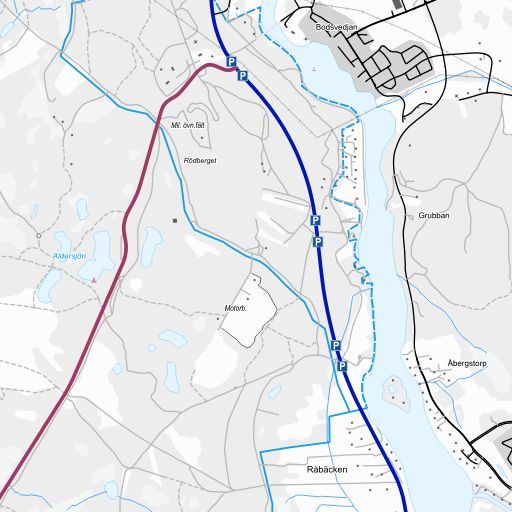 Bodsvedjan
P
P
Mil. övn.fält
Rödberget
Grubban
P
P
Aldersjön
Motorb.
P
P
Åbergstorp
Råbäcken